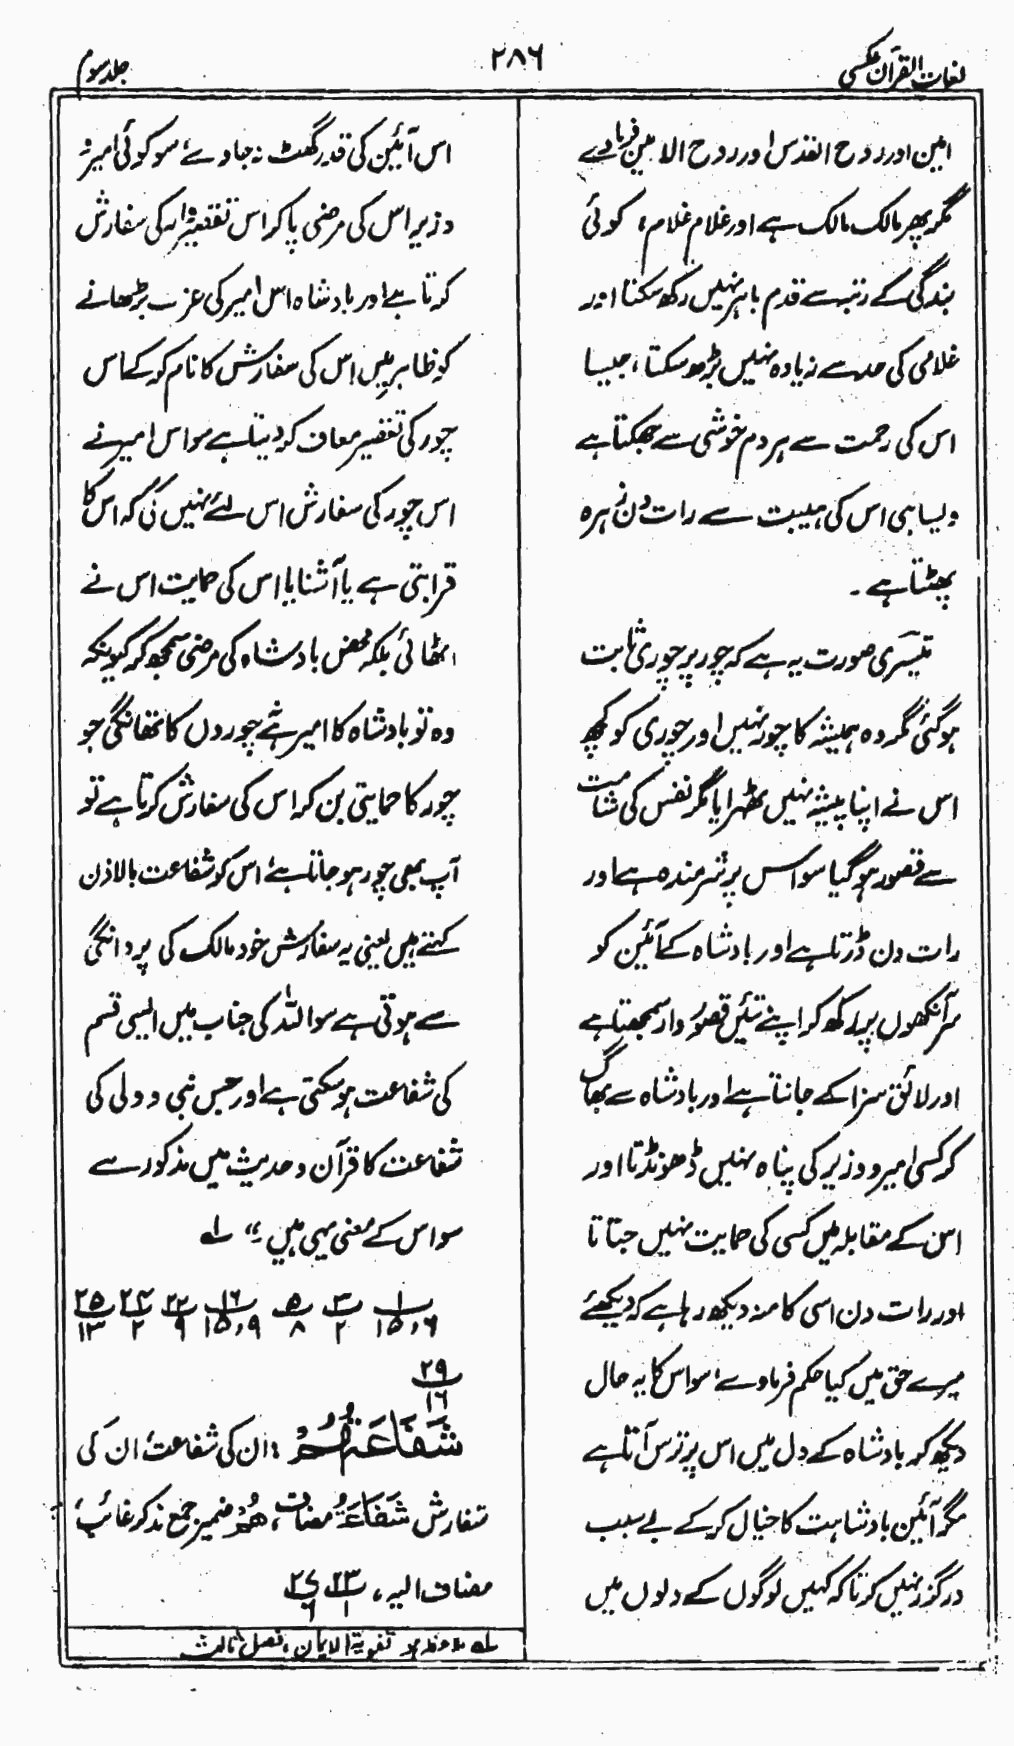 لغات القرآن عکسی
۲۸۶
جلد سوم
امین اور روح القدس اور روح الامین فرماوے
مگر پھر مالک مالک ہے اور غلام غلام، کوئی
بندگی کے رتبہ سے قدم باہر نہیں رکھ سکتا اور
غلامی کی حد سے زیادہ نہیں بڑھ سکتا، جیسا
اس کی رحمت سے ہر دم خوشی سے جھکتا ہے
ویسا ہی اس کی ہیبت سے رات دن زہرہ
پھٹتا ہے۔
تیسری صورت یہ ہے کہ چور پر چوری ثابت
ہوگئی مگر وہ ہمیشہ کا چور نہیں اور چوری کو کچھ
اس نے اپنا پیشہ نہیں ٹھہرایا مگر نفس کی شامت
سے قصور ہوگیا سو اس پر شرمندہ ہے اور
رات دن ڈرتا ہے اور بادشاہ کے آئین کو
سر آنکھوں پر رکھ کر اپنے تئیں قصور وار سمجھتا ہے
اور لائق سزا کے جانتا ہے اور بادشاہ سے بھاگ
کر کسی امیر و وزیر کی پناہ نہیں ڈھونڈتا اور
اس کے مقابلہ میں کسی کی حمایت نہیں جتاتا
اور رات دن اسی کا منہ دیکھ رہا ہے کہ دیکھئے
میرے حق میں کیا حکم فرماوے؛ سو اس کا یہ حال
دیکھ کر بادشاہ کے دل میں اس پر ترس آتا ہے
مگر آئین بادشاہت کا خیال کر کے بے سبب
درگزر نہیں کرتا کہ کہیں لوگوں کے دلوں میں
اس آئین کی قدر گھٹ نہ جاوے؛ سو کوئی امیر و
وزیر اس کی مرضی پا کر اس تقصیروار کی سفارش
کرتا ہے اور بادشاہ اس امیر کی عزت بڑھانے
کو ظاہر میں اس کی سفارش کا نام کر کے اس
چور کی تقصیر معاف کر دیتا ہے سو اس امیر نے
اس چور کی سفارش اس لئے نہیں کی کہ اس کا
قرابتی ہے یا آشنا یا اس کی حمایت اس نے
اٹھائی بلکہ محض بادشاہ کی مرضی سمجھ کر کیونکہ
وہ تو بادشاہ کا امیر ہے نہ چوروں کا تھانگی جو
چور کا حمایتی بن کر اس کی سفارش کرتا ہے تو
آپ بھی چور ہو جاتا ہے؛ اس کو شفاعت بالاذن
کہتے ہیں یعنی یہ سفارش خود مالک کی پروانگی
سے ہوتی ہے سو اللہ کی جناب میں ایسی قسم
کی شفاعت ہو سکتی ہے اور جس نبی و ولی کی
شفاعت کا قرآن و حدیث میں مذکور ہے
سو اس کے معنی یہی ہیں۔" لہ
۱ ۳ ۵ ۱۶ ۲۲ ۲۴ ۲۵
۱۵،۶ ۲ ۸ ۱۵،۹ ۹ ۲ ۱۳
۲۹
۱۶
شَفَاعَتُهُمْ : ان کی شفاعت؛ ان کی
سفارش شَفَاعَةُ مضاف، هُمْ ضمیر جمع مذکر غائب؛
مضاف الیہ، ۲۳ ۲۷
۱ ۶
لہ ملاحظہ ہو تقویۃ الایمان، فصل ثالث